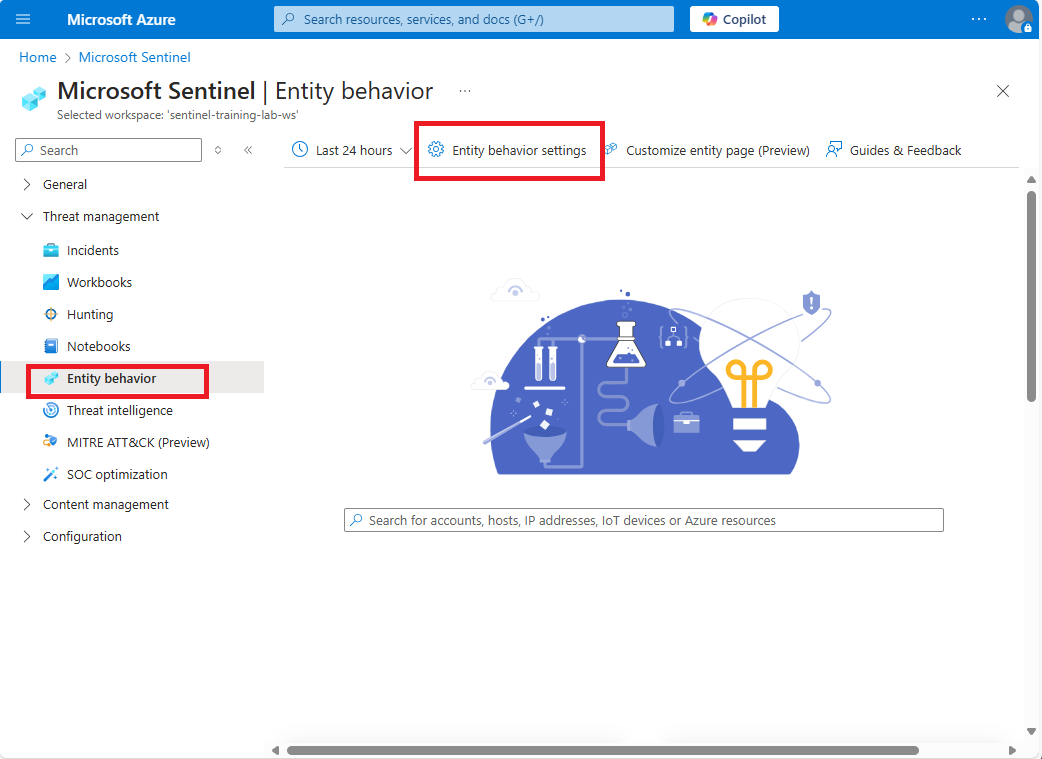 Microsoft Azure
Search resources, services, and docs (G+/)
Copilot
Home > Microsoft Sentinel
Microsoft Sentinel | Entity behavior
Selected workspace: 'sentinel-training-lab-ws'
Search
Last 24 hours
Entity behavior settings
Customize entity page (Preview)
Guides & Feedback
General
Threat management
Incidents
Workbooks
Hunting
Notebooks
Entity behavior
Threat intelligence
MITRE ATT&CK (Preview)
SOC optimization
Content management
Configuration
Search for accounts, hosts, IP addresses, IoT devices or Azure resources